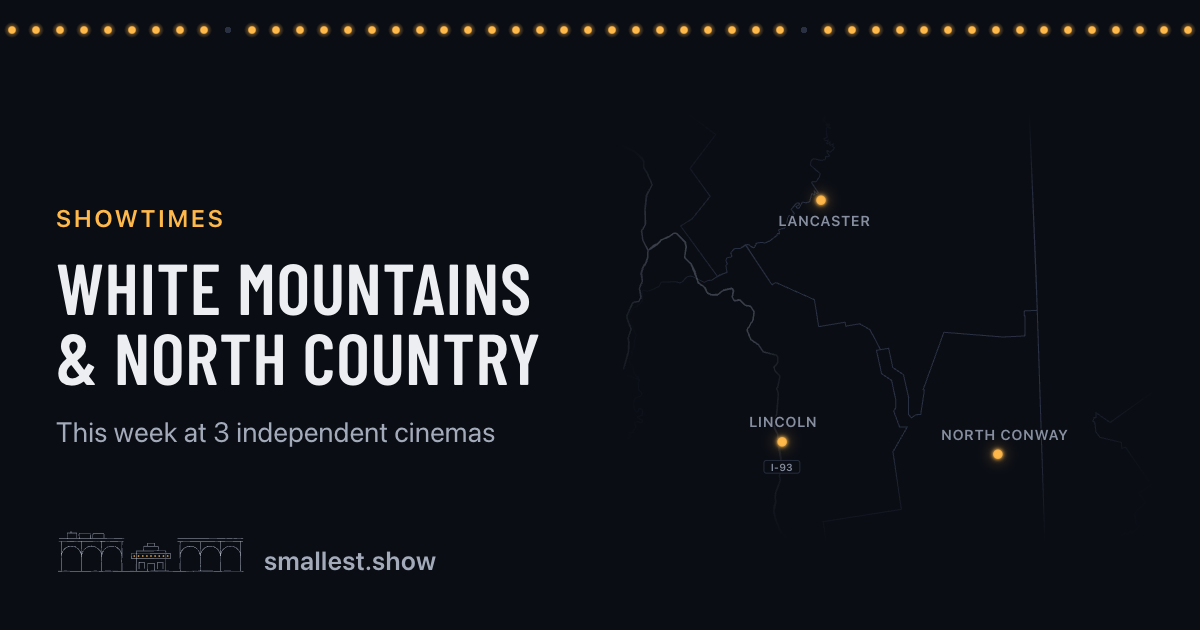 SHOWTIMES
WHITE MOUNTAINS
& NORTH COUNTRY
This week at 3 independent cinemas
smallest.show
LANCASTER
LINCOLN
I-93
NORTH CONWAY